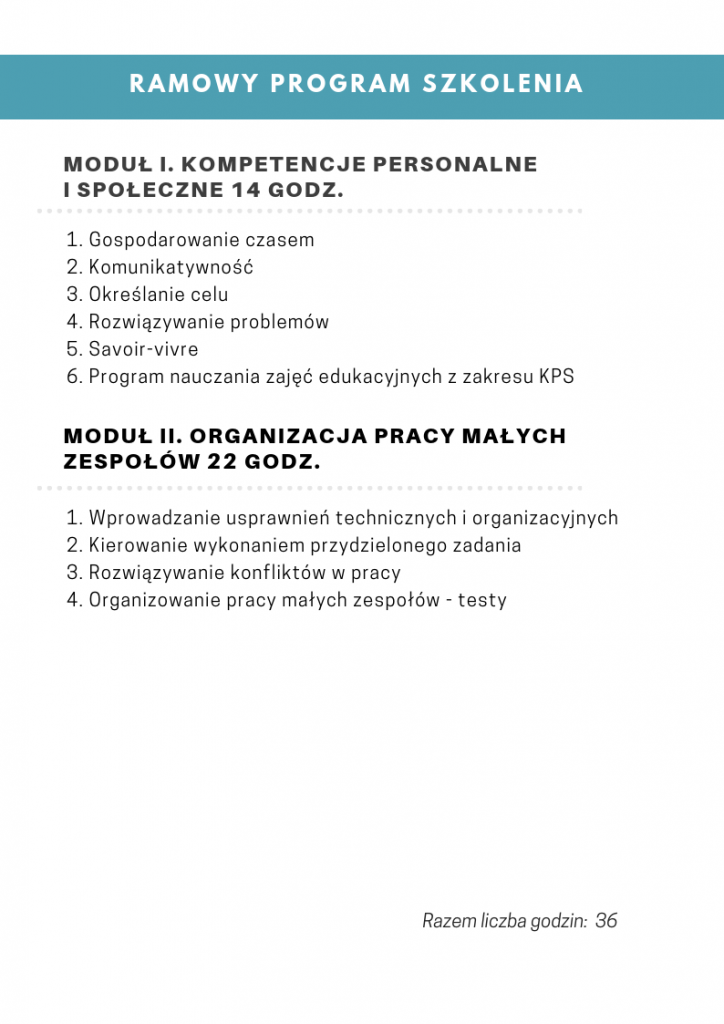 RAMOWY PROGRAM SZKOLENIA
MODUŁ I. KOMPETENCJE PERSONALNE
I SPOŁECZNE 14 GODZ.
1. Gospodarowanie czasem
2. Komunikatywność
3. Określanie celu
4. Rozwiązywanie problemów
5. Savoir-vivre
6. Program nauczania zajęć edukacyjnych z zakresu KPS
MODUŁ II. ORGANIZACJA PRACY MAŁYCH
ZESPOŁÓW 22 GODZ.
1. Wprowadzanie usprawnień technicznych i organizacyjnych
2. Kierowanie wykonaniem przydzielonego zadania
3. Rozwiązywanie konfliktów w pracy
4. Organizowanie pracy małych zespołów - testy
Razem liczba godzin: 36